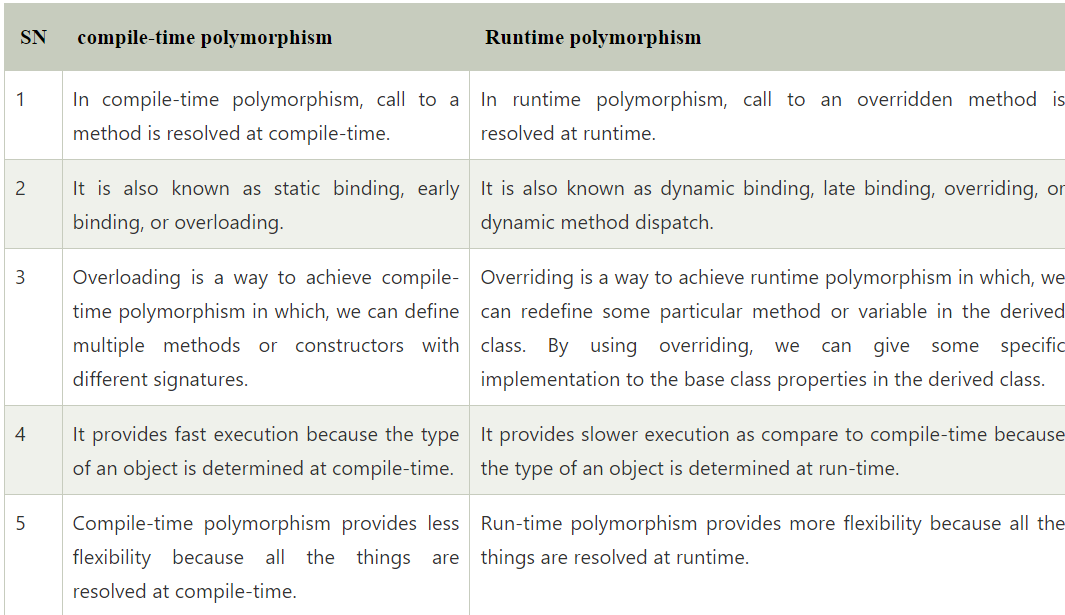 SN compile-time polymorphism Runtime polymorphism
1
In compile-time polymorphism, call to a
method is resolved at compile-time.
In runtime polymorphism, call to an overridden method is
resolved at runtime.
2
It is also known as static binding, early
binding, or overloading.
It is also known as dynamic binding, late binding, overriding, or
dynamic method dispatch.
3
Overloading is a way to achieve compile-
time polymorphism in which, we can define
multiple methods or constructors with
different signatures.
Overriding is a way to achieve runtime polymorphism in which, we
can redefine some particular method or variable in the derived
class. By using overriding, we can give some specific
implementation to the base class properties in the derived class.
4
It provides fast execution because the type
of an object is determined at compile-time.
It provides slower execution as compare to compile-time because
the type of an object is determined at run-time.
5
Compile-time polymorphism provides less
flexibility because all the things are
resolved at compile-time.
Run-time polymorphism provides more flexibility because all the
things are resolved at runtime.